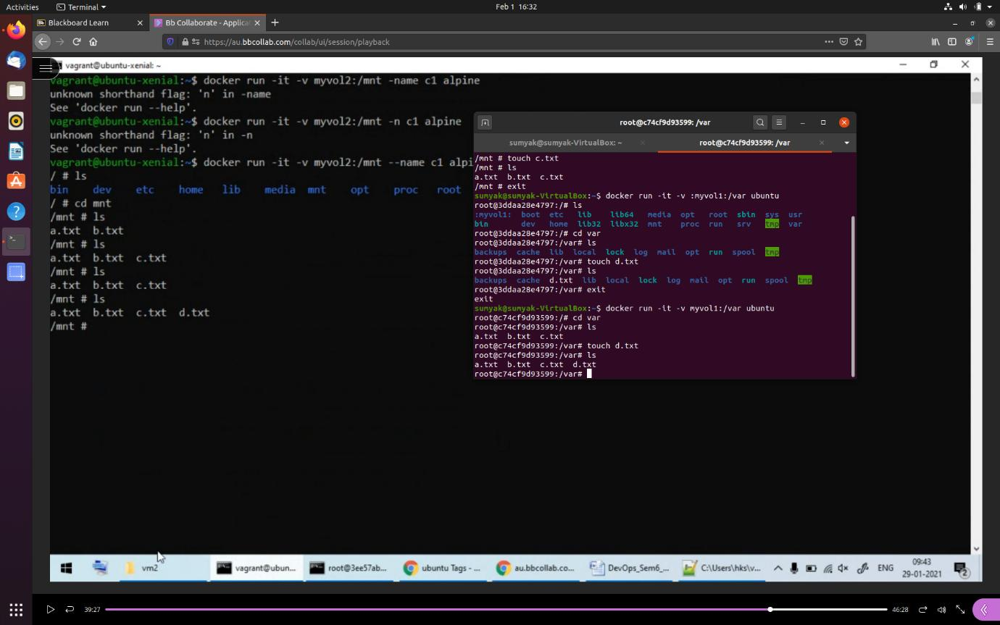 Activities Terminal Feb 1 16:32
Blackboard Learn Bb Collaborate - Applica
https://au.bbcollab.com/collab/ui/session/playback
vagrant@ubuntu-xenial: ~
vagrant@ubuntu-xenial:~$ docker run -it -v myvol2:/mnt -name c1 alpine
unknown shorthand flag: 'n' in -name
See 'docker run --help'.
vagrant@ubuntu-xenial:~$ docker run -it -v myvol2:/mnt -n c1 alpine
unknown shorthand flag: 'n' in -n
See 'docker run --help'.
vagrant@ubuntu-xenial:~$ docker run -it -v myvol2:/mnt --name c1 alpi
/ # ls
bin dev etc home lib media mnt opt proc root
/ # cd mnt
/mnt # ls
a.txt b.txt
/mnt # ls
a.txt b.txt c.txt
/mnt # ls
a.txt b.txt c.txt
/mnt # ls
a.txt b.txt c.txt d.txt
/mnt #
root@c74cf9d93599: /var
sumyak@sumyak-VirtualBox: ~ root@c74cf9d93599: /var
/mnt # touch c.txt
/mnt # ls
a.txt b.txt c.txt
/mnt # exit
sumyak@sumyak-VirtualBox:~$ docker run -it -v :myvol1:/var ubuntu
root@3ddaa28e4797:/# ls
:myvol1: boot etc lib lib64 media opt root sbin sys usr
bin dev home lib32 libx32 mnt proc run srv tmp var
root@3ddaa28e4797:/# cd var
root@3ddaa28e4797:/var# ls
backups cache lib local lock log mail opt run spool tmp
root@3ddaa28e4797:/var# touch d.txt
root@3ddaa28e4797:/var# ls
backups cache d.txt lib local lock log mail opt run spool tmp
root@3ddaa28e4797:/var# exit
exit
sumyak@sumyak-VirtualBox:~$ docker run -it -v myvol1:/var ubuntu
root@c74cf9d93599:/# cd var
root@c74cf9d93599:/var# ls
a.txt b.txt c.txt
root@c74cf9d93599:/var# touch d.txt
root@c74cf9d93599:/var# ls
a.txt b.txt c.txt d.txt
root@c74cf9d93599:/var#
vm2 vagrant@ubun... root@3ee57ab... ubuntu Tags - ... au.bbcollab.co... DevOps_Sem6_... C:\Users\hks\v... ENG 09:43
29-01-2021 2
39:27 46:28